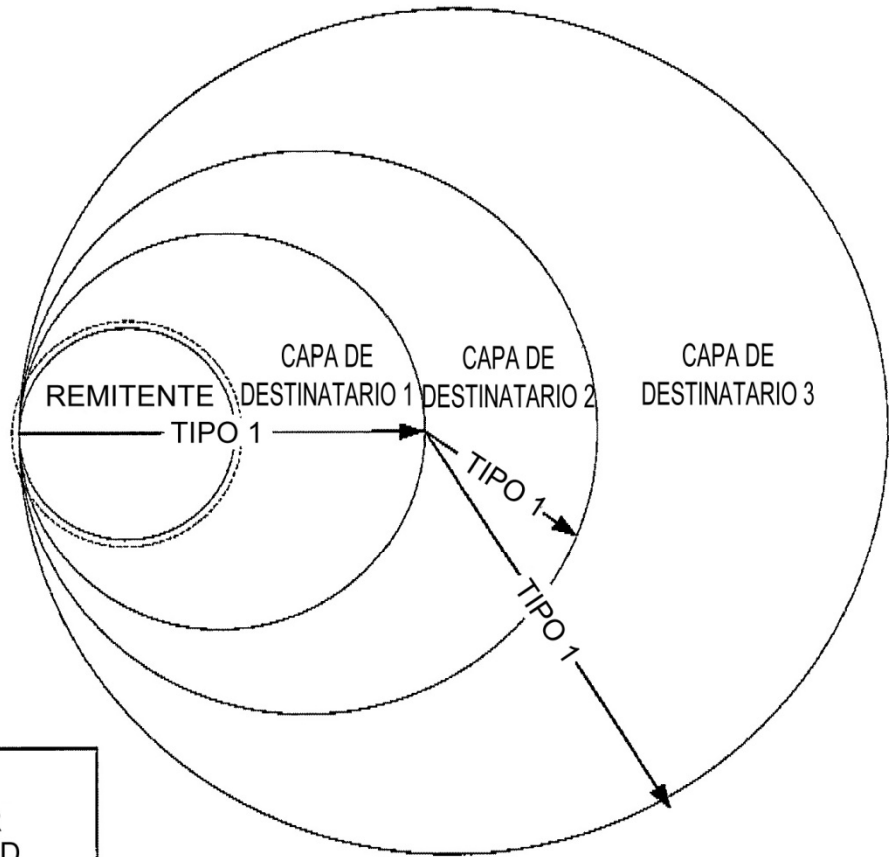 CAPA DE
DESTINATARIO 1
CAPA DE
DESTINATARIO 2
CAPA DE
DESTINATARIO 3
REMITENTE
TIPO 1
TIPO 1
TIPO 1